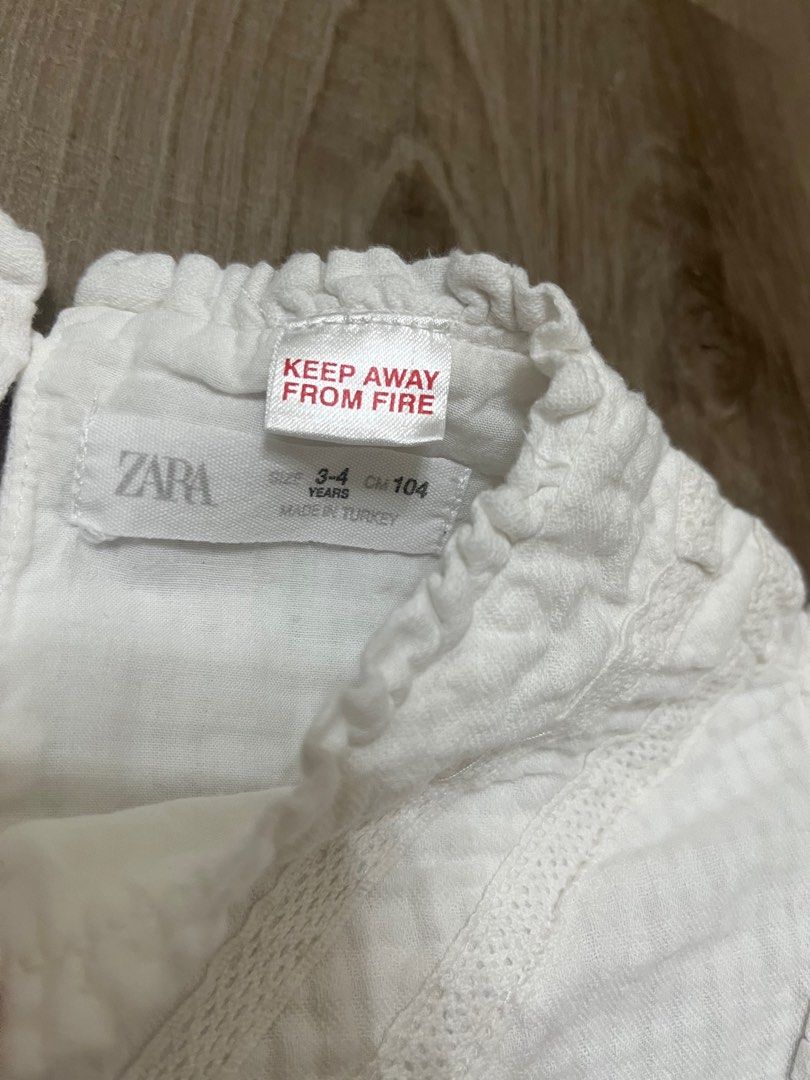 KEEP AWAY
FROM FIRE
ZARA
SIZE 3-4 YEARS CM 104
MADE IN TURKEY